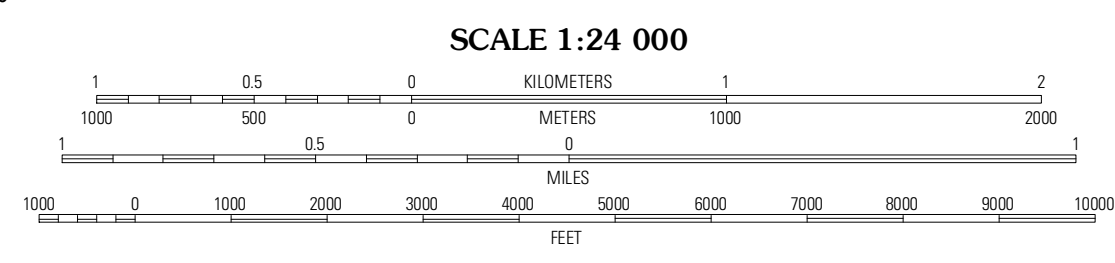 SCALE 1:24 000
1 0.5 0 KILOMETERS 1 2
1000 500 0 METERS 1000 2000
1 0.5 0 1
MILES
1000 0 1000 2000 3000 4000 5000 6000 7000 8000 9000 10000
FEET